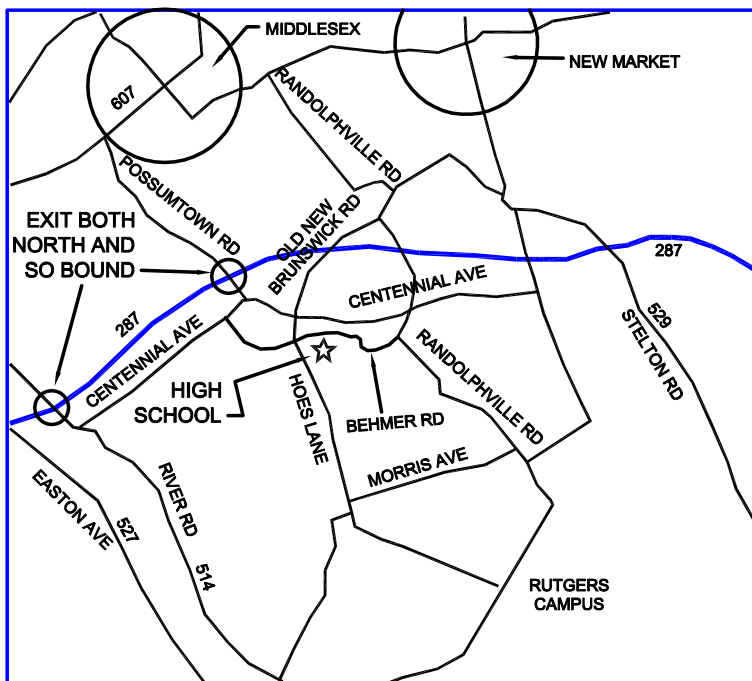 MIDDLESEX
NEW MARKET
607
RANDOLPHVILLE RD
POSSUMTOWN RD
EXIT BOTH
NORTH AND
SO BOUND
OLD NEW
BRUNSWICK RD
287
CENTENNIAL AVE
287
CENTENNIAL AVE
529
STELTON RD
HIGH
SCHOOL
HOES LANE
BEHMER RD
RANDOLPHVILLE RD
MORRIS AVE
EASTON AVE
527
RIVER RD
514
RUTGERS
CAMPUS